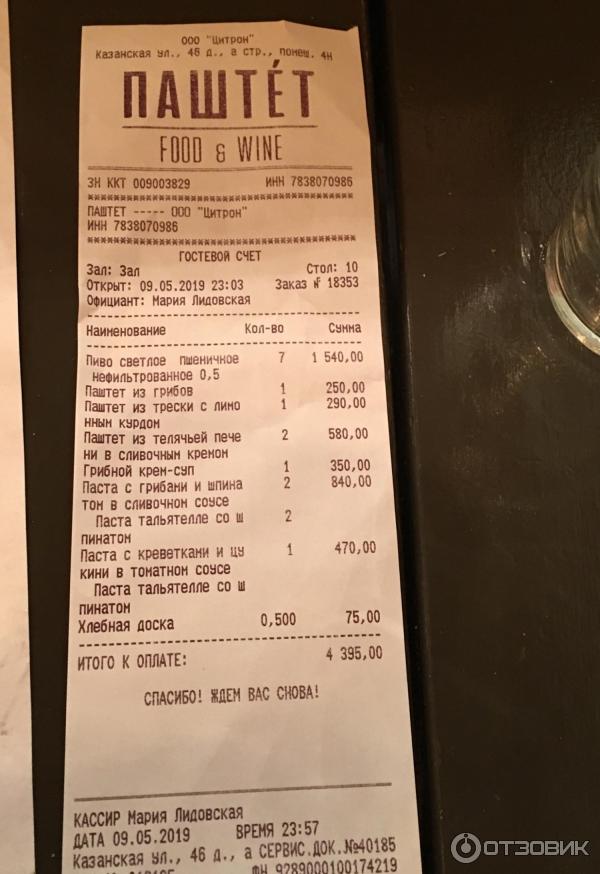 ООО "Цитрон"
Казанская ул., 46 д., а стр., помещ. 4Н
ПАШТЕТ
FOOD & WINE
ЗН ККТ 009003829 ИНН 7838070986
ПАШТЕТ ----- ООО "Цитрон"
ИНН 7838070986
ГОСТЕВОЙ СЧЕТ
Зал: Зал Стол: 10
Открыт: 09.05.2019 23:03 Заказ № 18353
Официант: Мария Лидовская
Наименование Кол-во Сумма
Пиво светлое пшеничное 7 1 540,00
нефильтрованное 0,5
Паштет из грибов 1 250,00
Паштет из трески с лимо 1 290,00
нным курдом
Паштет из телячьей пече 2 580,00
ни в сливочным кремом
Грибной крем-суп 1 350,00
Паста с грибами и шпина 2 840,00
том в сливочном соусе
Паста тальятелле со ш 2
пинатом
Паста с креветками и цу 1 470,00
кини в томатном соусе
Паста тальятелле со ш
пинатом
Хлебная доска 0,500 75,00
ИТОГО К ОПЛАТЕ: 4 395,00
СПАСИБО! ЖДЕМ ВАС СНОВА!
КАССИР Мария Лидовская
ДАТА 09.05.2019 ВРЕМЯ 23:57
Казанская ул., 46 д., а СЕРВИС.ДОК.№40185
ФН 9289000100174219
ОТЗОВИК